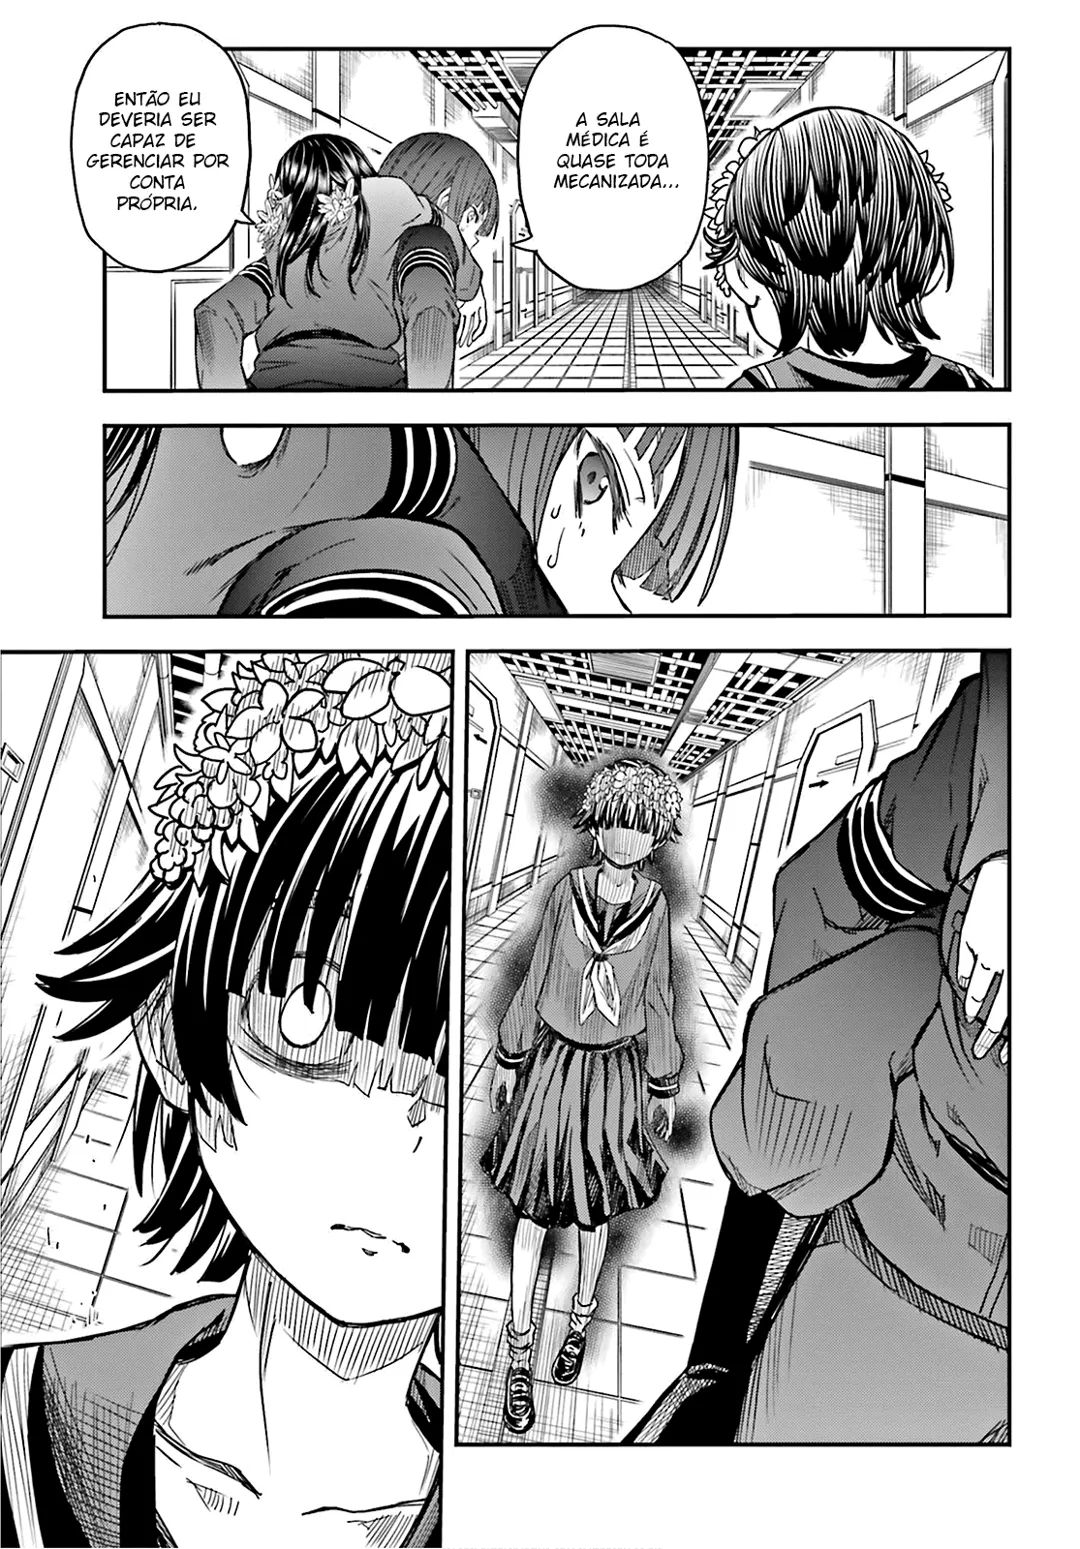 A SALA
MÉDICA É
QUASE TODA
MECANIZADA...
ENTÃO EU
DEVERIA SER
CAPAZ DE
GERENCIAR POR
CONTA
PRÓPRIA.